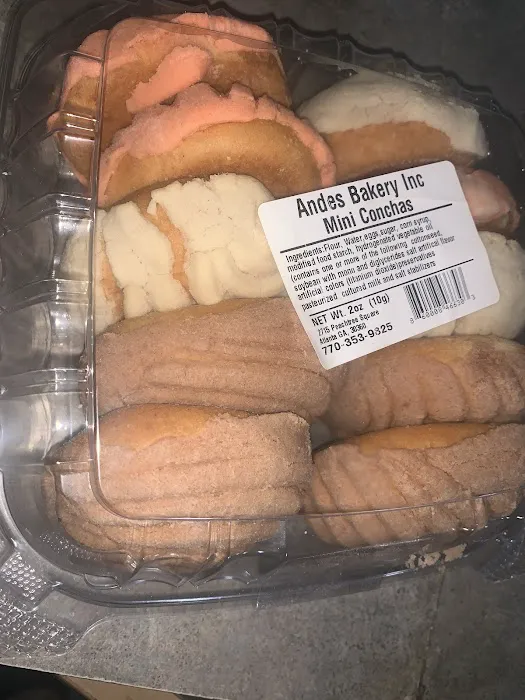 Andes Bakery Inc
Mini Conchas
Ingredients-Flour, Water, eggs, sugar, corn syrup,
modified food starch, hydrogenated vegetable oil
(contains one or more of the following cottonseed,
soybean with mono and diglycerides salt artificial flavor
artificial colors (titanium dioxide)preservatives
pasteurized cultured milk and salt stabilizers
NET Wt. 2oz (10g)
Peachtree Square
Atlanta GA,
770-353-9325